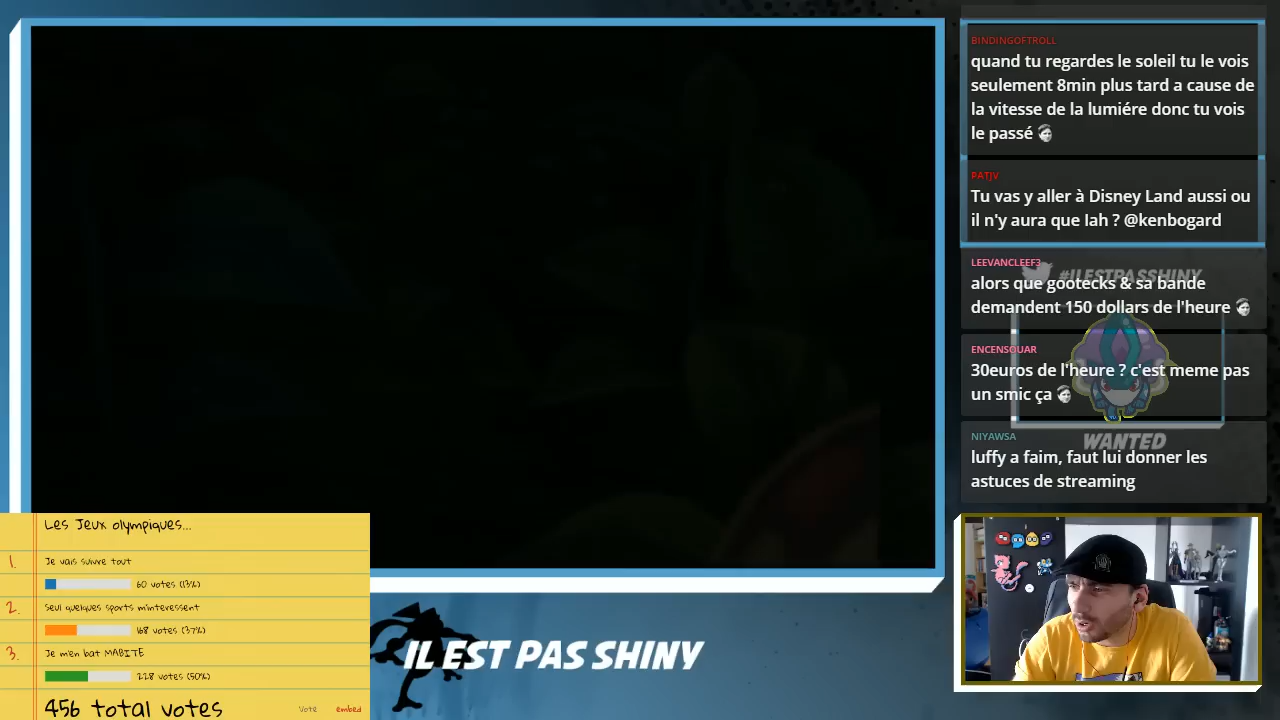 BINDINGOFTROLL
quand tu regardes le soleil tu le vois
seulement 8min plus tard a cause de
la vitesse de la lumiére donc tu vois
le passé
PATJV
Tu vas y aller à Disney Land aussi ou
il n'y aura que Iah ? @kenbogard
LEEVANCLEEF3
#ILESTPASSHINY
alors que gootecks & sa bande
demandent 150 dollars de l'heure
ENCENSOUAR
30euros de l'heure ? c'est meme pas
un smic ça
WANTED
NIYAWSA
luffy a faim, faut lui donner les
astuces de streaming
Les Jeux olympiques...
1. Je vais suivre tout
60 votes (13%)
2. Seul quelques sports m'interessent
168 votes (37%)
3. Je m'en bat MABITE
228 votes (50%)
456 total votes
Vote embed
IL EST PAS SHINY